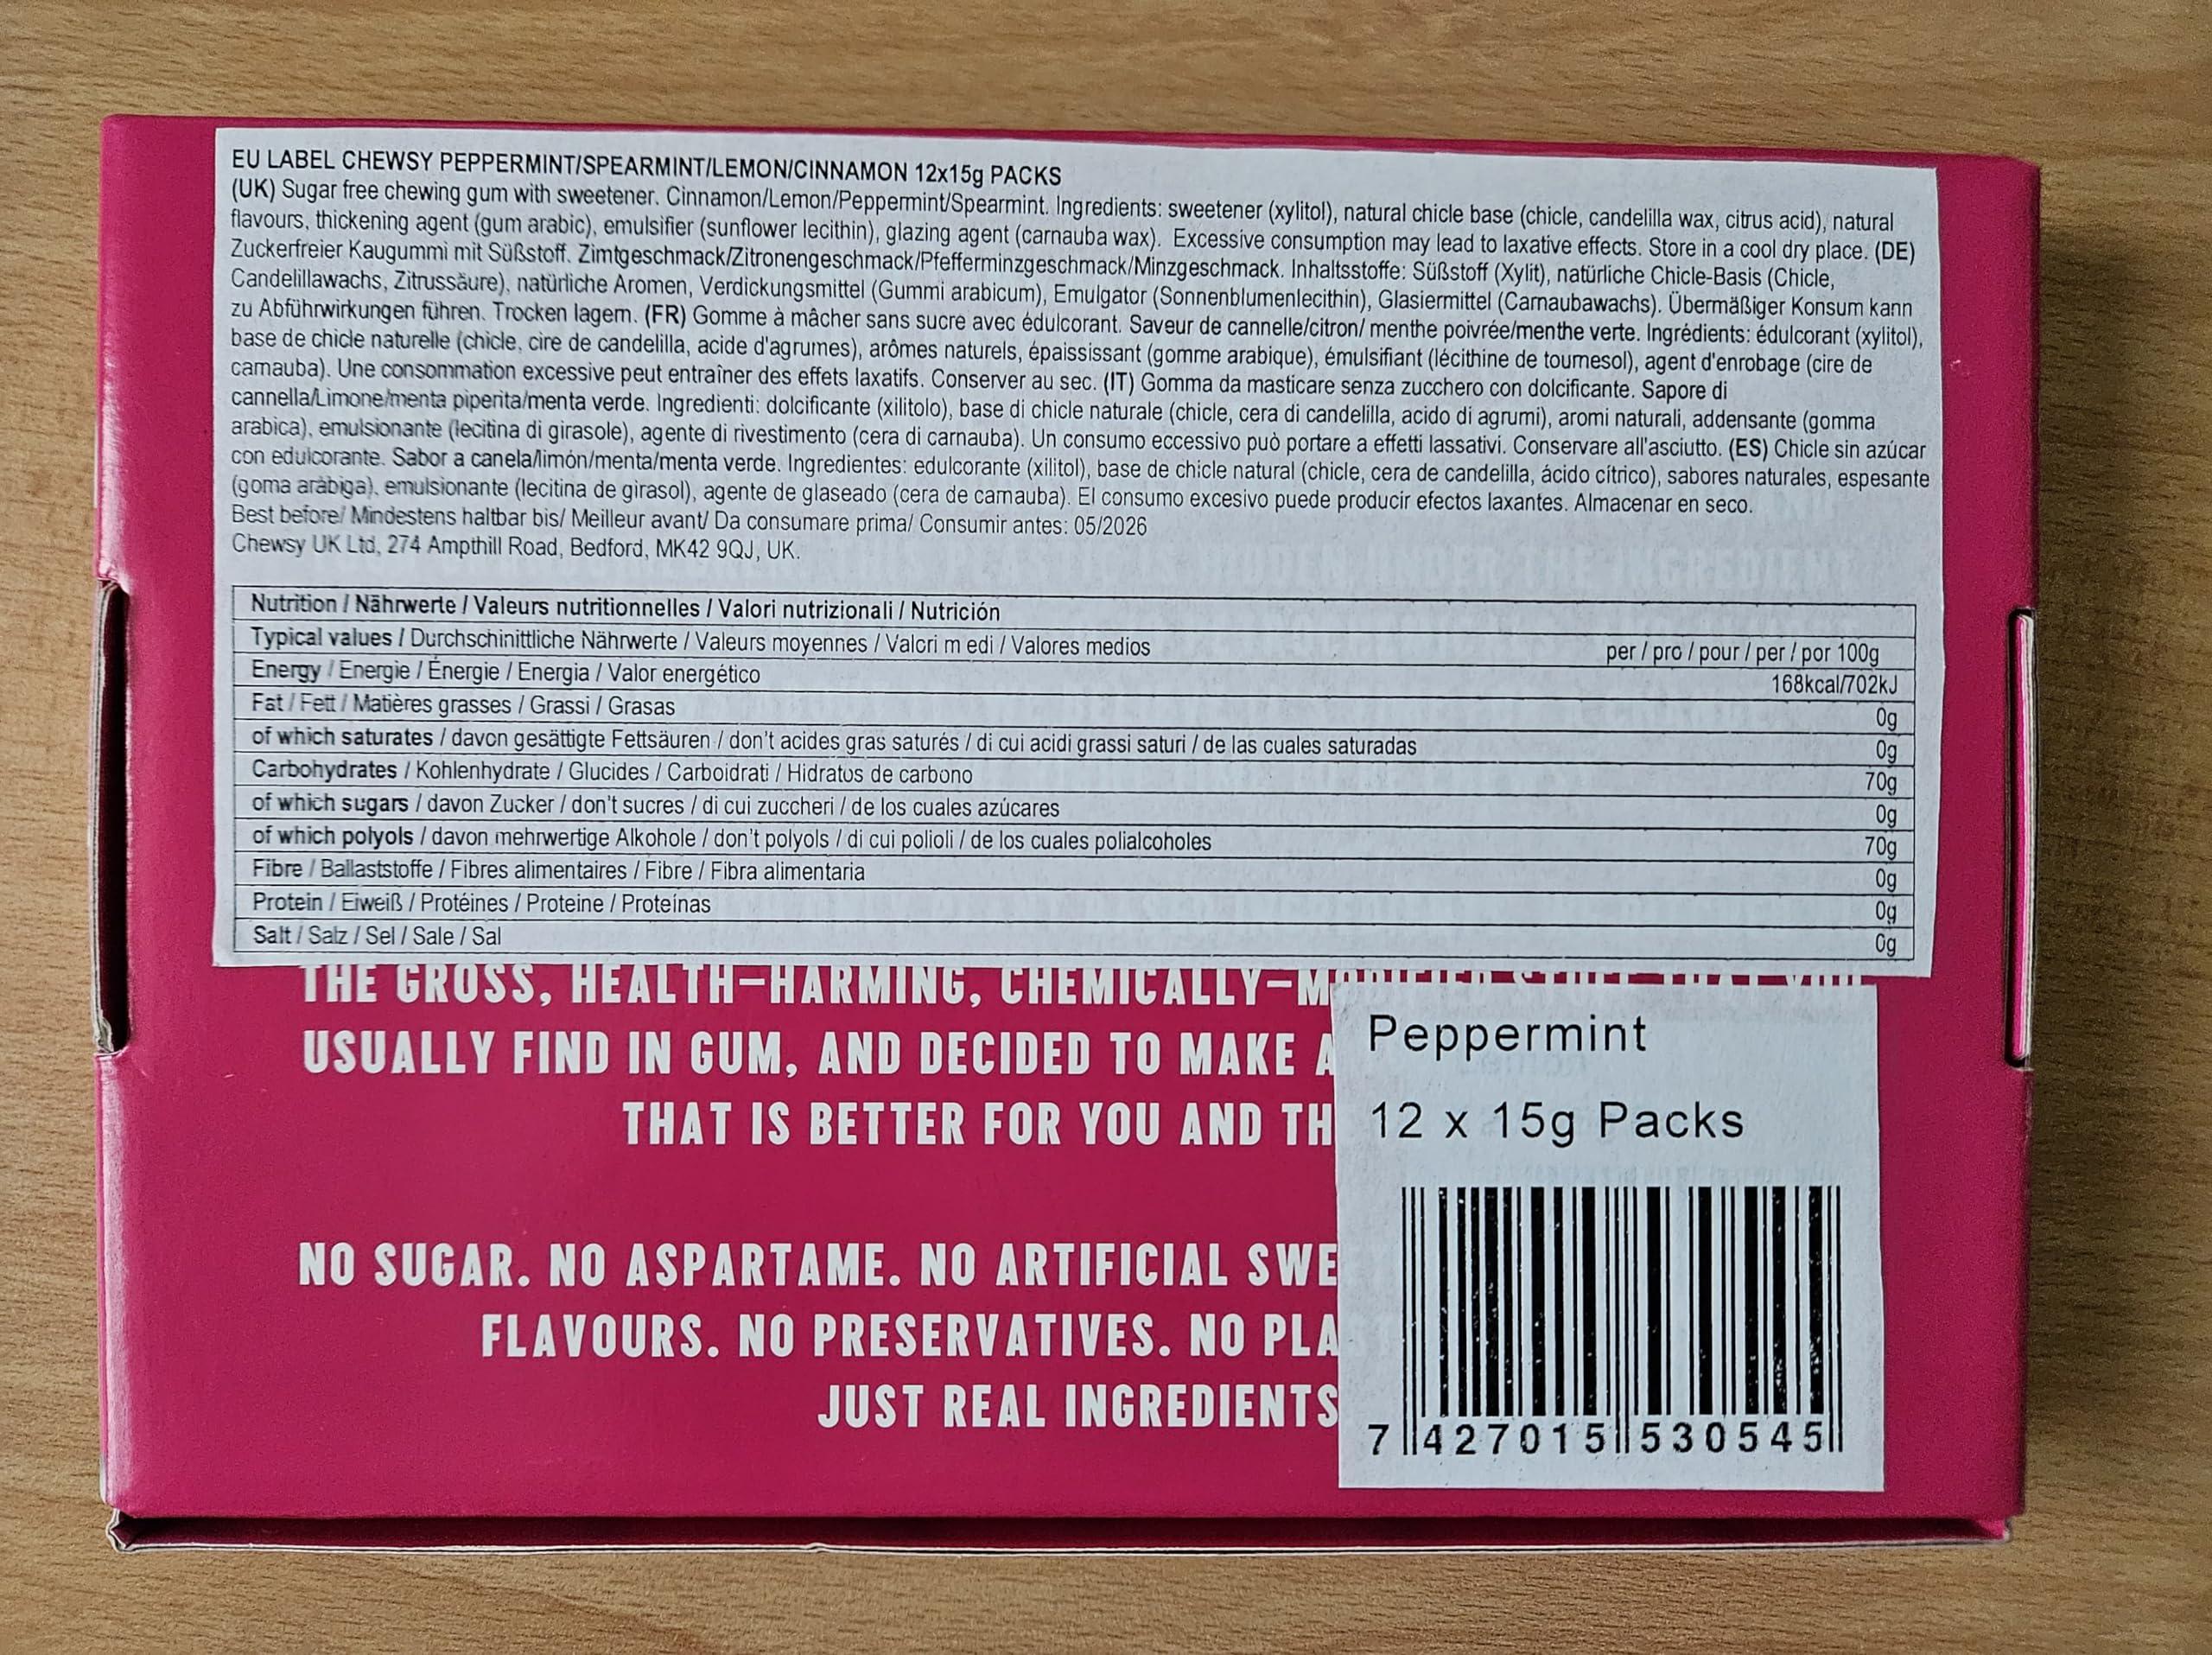 EU LABEL CHEWSY PEPPERMINT/SPEARMINT/LEMON/CINNAMON 12x15g PACKS
(UK) Sugar free chewing gum with sweetener. Cinnamon/Lemon/Peppermint/Spearmint. Ingredients: sweetener (xylitol), natural chicle base (chicle, candelilla wax, citrus acid), natural
flavours, thickening agent (gum arabic), emulsifier (sunflower lecithin), glazing agent (carnauba wax). Excessive consumption may lead to laxative effects. Store in a cool dry place. (DE)
Zuckerfreier Kaugummi mit Süßstoff. Zimtgeschmack/Zitronengeschmack/Pfefferminzgeschmack/Minzgeschmack. Inhaltsstoffe: Süßstoff (Xylit), natürliche Chicle-Basis (Chicle,
Candelillawachs, Zitrussäure), natürliche Aromen, Verdickungsmittel (Gummi arabicum), Emulgator (Sonnenblumenlecithin), Glasiermittel (Carnaubawachs). Übermäßiger Konsum kann
zu Abführwirkungen führen. Trocken lagern. (FR) Gomme à mâcher sans sucre avec édulcorant. Saveur de cannelle/citron/ menthe poivrée/menthe verte. Ingrédients: édulcorant (xylitol),
base de chicle naturelle (chicle, cire de candelilla, acide d'agrumes), arômes naturels, épaississant (gomme arabique), émulsifiant (lécithine de tournesol), agent d'enrobage (cire de
carnauba). Une consommation excessive peut entraîner des effets laxatifs. Conserver au sec. (IT) Gomma da masticare senza zucchero con dolcificante. Sapore di
cannella/Limone/menta piperita/menta verde. Ingredienti: dolcificante (xilitolo), base di chicle naturale (chicle, cera di candelilla, acido di agrumi), aromi naturali, addensante (gomma
arabica), emulsionante (lecitina di girasole), agente di rivestimento (cera di carnauba). Un consumo eccessivo può portare a effetti lassativi. Conservare all'asciutto. (ES) Chicle sin azúcar
con edulcorante. Sabor a canela/limón/menta/menta verde. Ingredientes: edulcorante (xilitol), base de chicle natural (chicle, cera de candelilla, ácido cítrico), sabores naturales, espesante
(goma arábiga), emulsionante (lecitina de girasol), agente de glaseado (cera de carnauba). El consumo excesivo puede producir efectos laxantes. Almacenar en seco.
Best before/ Mindestens haltbar bis/ Meilleur avant/ Da consumare prima/ Consumir antes: 05/2026
Chewsy UK Ltd, 274 Ampthill Road, Bedford, MK42 9QJ, UK.
Nutrition / Nährwerte / Valeurs nutritionnelles / Valori nutrizionali / Nutrición
Typical values / Durchschinittliche Nährwerte / Valeurs moyennes / Valori m edi / Valores medios per / pro / pour / per / por 100g
Energy / Energie / Énergie / Energia / Valor energético 168kcal/702kJ
Fat / Fett / Matières grasses / Grassi / Grasas 0g
of which saturates / davon gesättigte Fettsäuren / don't acides gras saturés / di cui acidi grassi saturi / de las cuales saturadas 0g
Carbohydrates / Kohlenhydrate / Glucides / Carboidrati / Hidratos de carbono 70g
of which sugars / davon Zucker / don't sucres / di cui zuccheri / de los cuales azúcares 0g
of which polyols / davon mehrwertige Alkohole / don't polyols / di cui polioli / de los cuales polialcoholes 70g
Fibre / Ballaststoffe / Fibres alimentaires / Fibre / Fibra alimentaria 0g
Protein / Eiweiß / Protéines / Proteine / Proteínas 0g
Salt / Salz / Sel / Sale / Sal 0g
THE GROSS, HEALTH-HARMING, CHEMICALLY-
USUALLY FIND IN GUM, AND DECIDED TO MAKE A
THAT IS BETTER FOR YOU AND TH
NO SUGAR. NO ASPARTAME. NO ARTIFICIAL SWE
FLAVOURS. NO PRESERVATIVES. NO PLA
JUST REAL INGREDIENTS
Peppermint
12 x 15g Packs
7 427015 530545